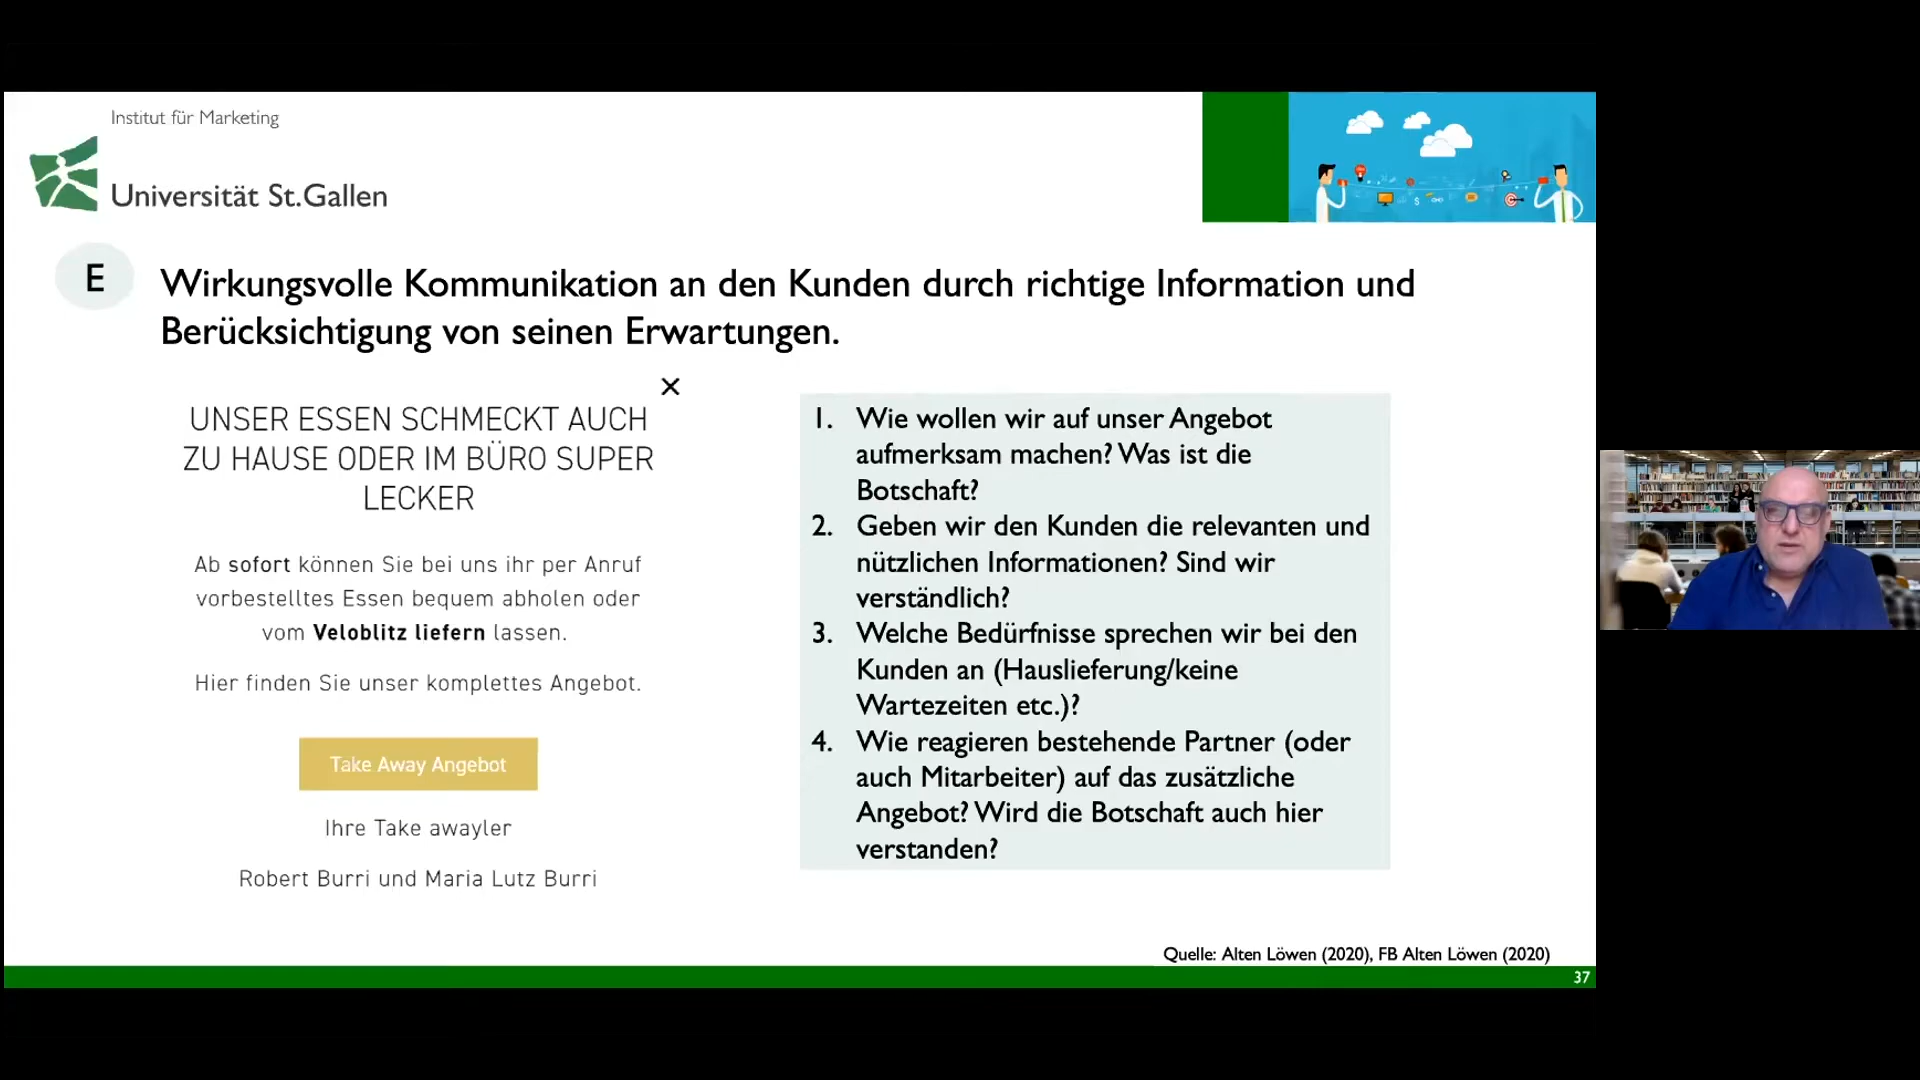 Institut für Marketing
Universität St.Gallen
E
Wirkungsvolle Kommunikation an den Kunden durch richtige Information und
Berücksichtigung von seinen Erwartungen.
UNSER ESSEN SCHMECKT AUCH
ZU HAUSE ODER IM BÜRO SUPER
LECKER
Ab sofort können Sie bei uns ihr per Anruf
vorbestelltes Essen bequem abholen oder
vom Veloblitz liefern lassen.
Hier finden Sie unser komplettes Angebot.
Take Away Angebot
Ihre Take awayler
Robert Burri und Maria Lutz Burri
1. Wie wollen wir auf unser Angebot
aufmerksam machen? Was ist die
Botschaft?
2. Geben wir den Kunden die relevanten und
nützlichen Informationen? Sind wir
verständlich?
3. Welche Bedürfnisse sprechen wir bei den
Kunden an (Hauslieferung/keine
Wartezeiten etc.)?
4. Wie reagieren bestehende Partner (oder
auch Mitarbeiter) auf das zusätzliche
Angebot? Wird die Botschaft auch hier
verstanden?
Quelle: Alten Löwen (2020), FB Alten Löwen (2020)
37